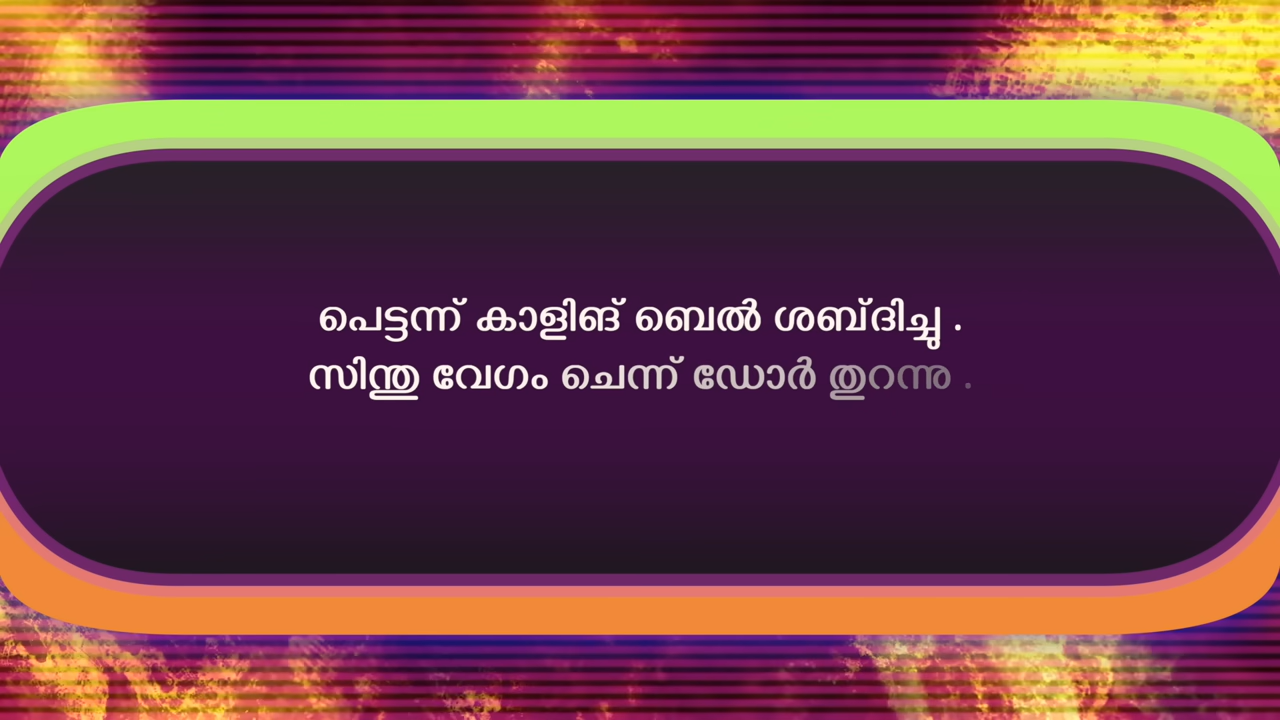 പെട്ടന്ന് കാളിങ് ബെൽ ശബ്ദിച്ചു .
സിന്തു വേഗം ചെന്ന് ഡോർ തുറന്നു .